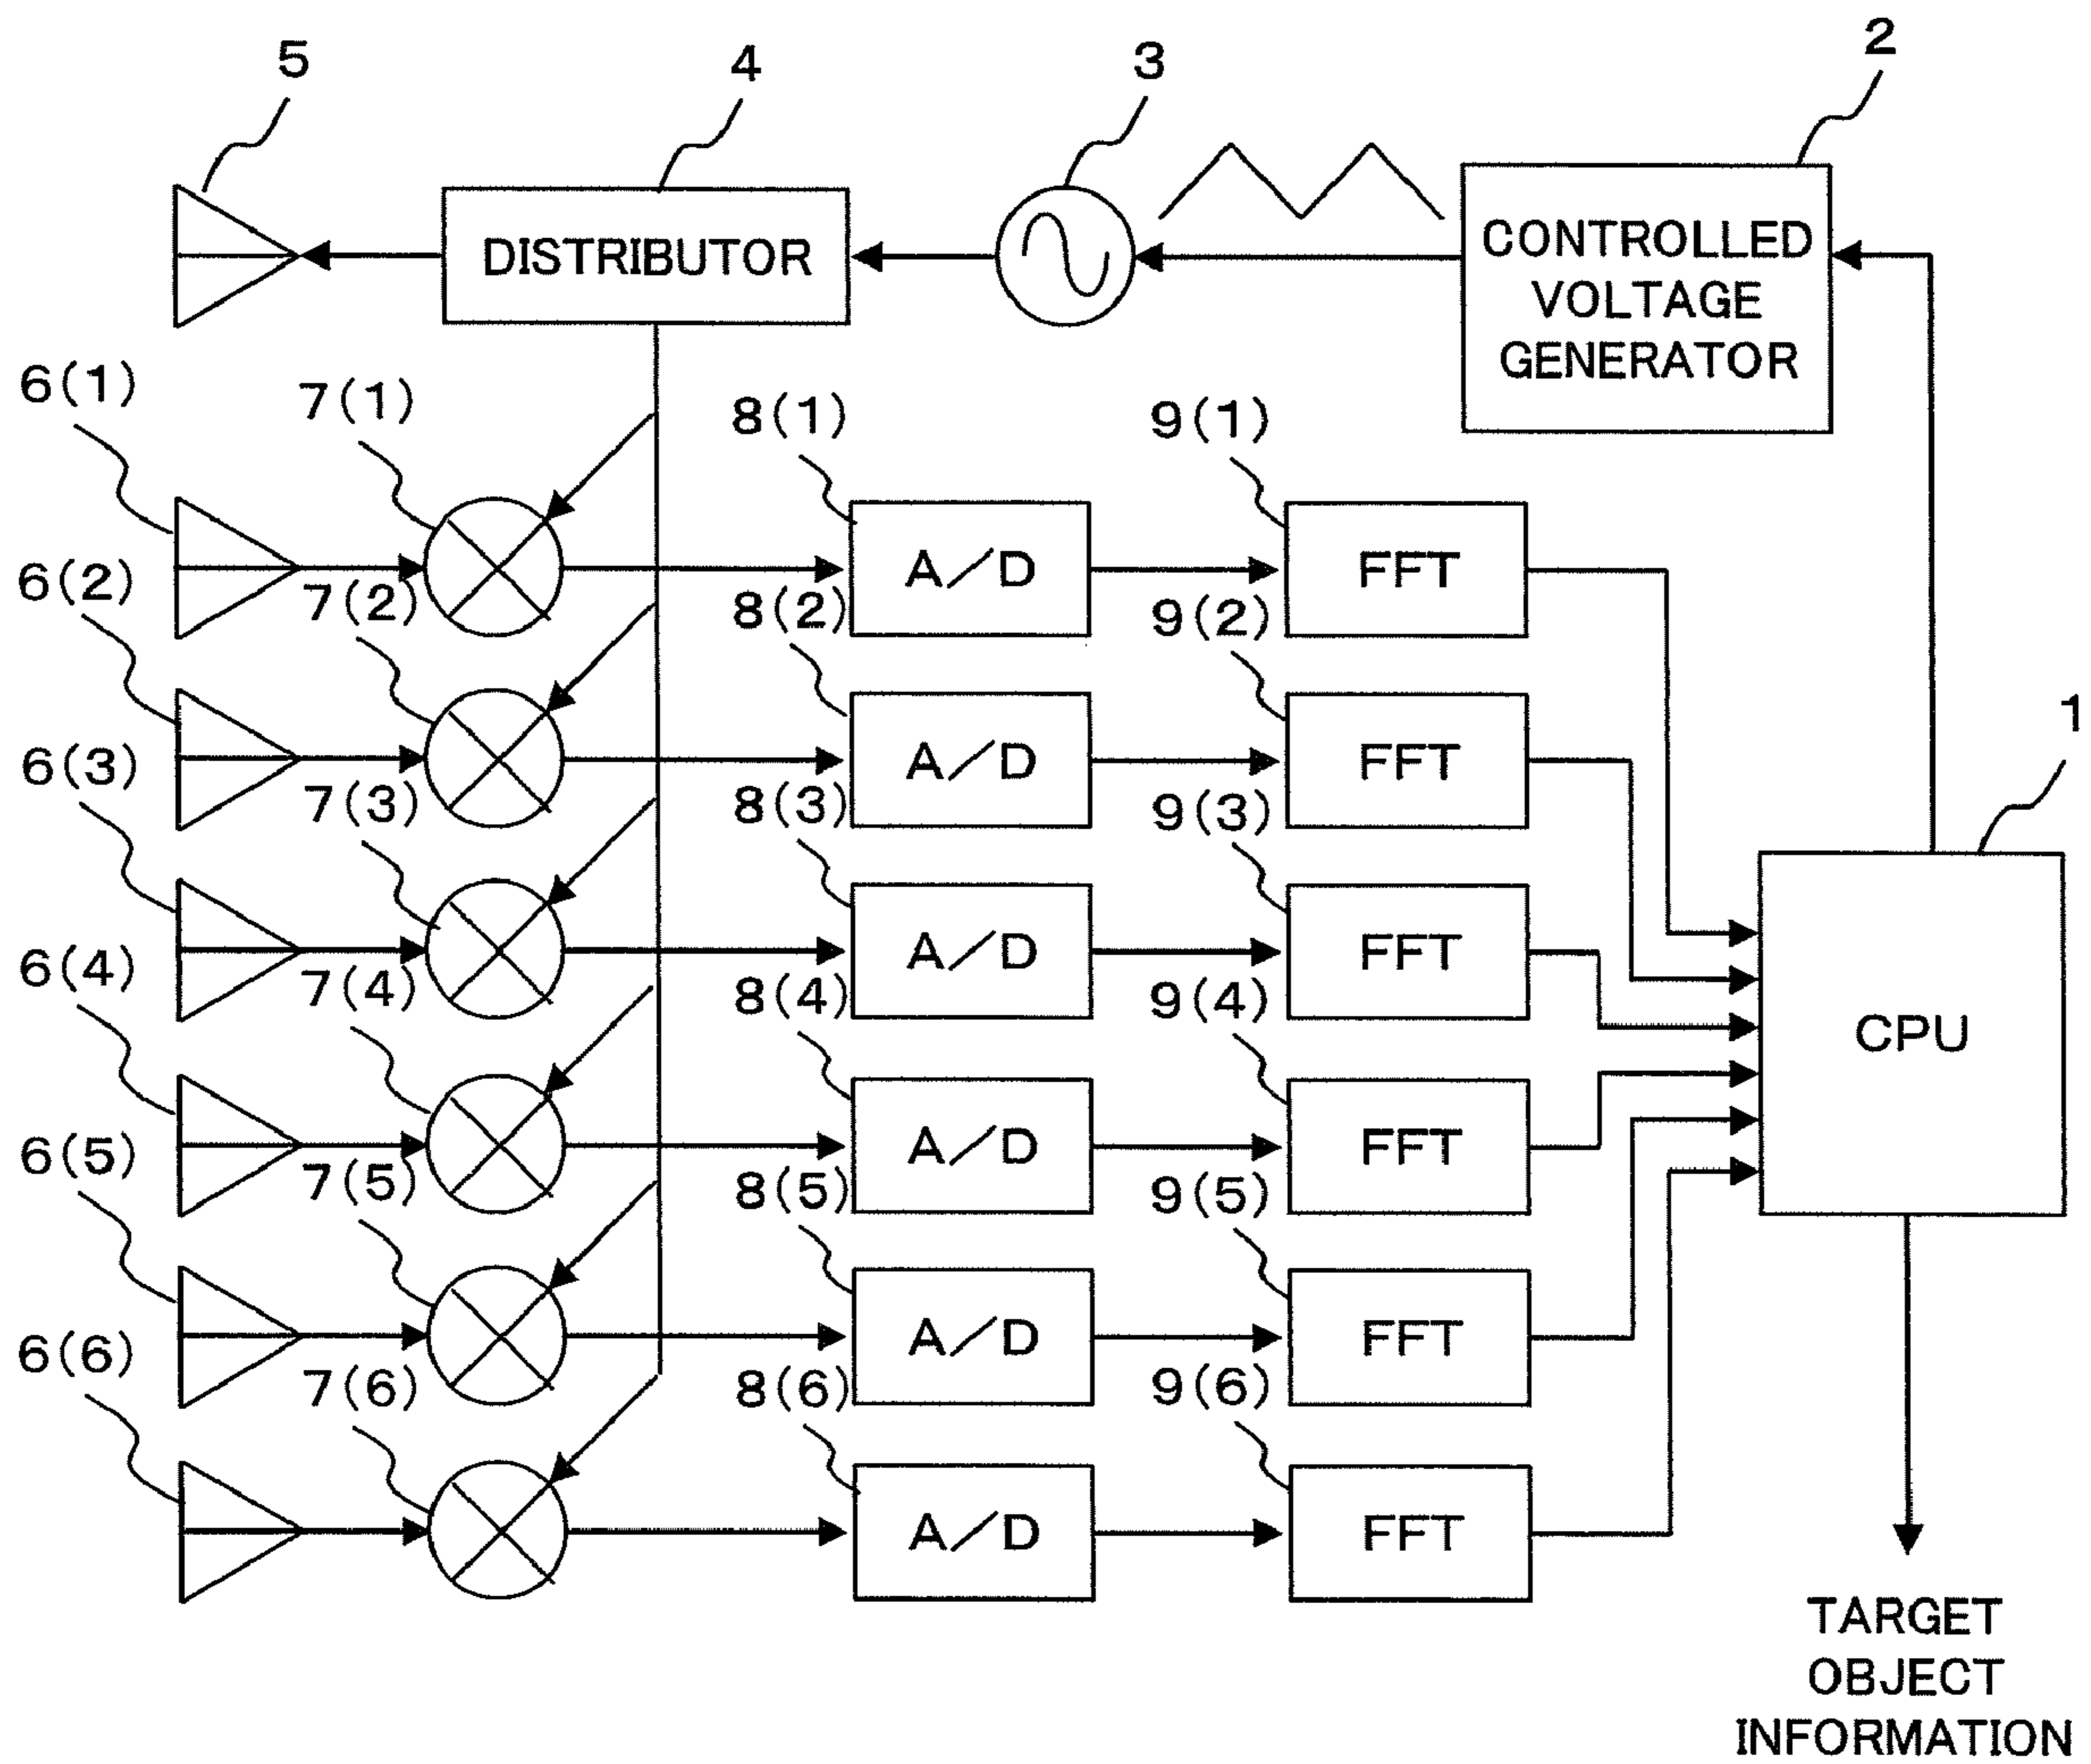 5
4
3
2
DISTRIBUTOR
CONTROLLED
VOLTAGE
GENERATOR
6(1)
7(1)
8(1)
9(1)
A/D
FFT
6(2)
7(2)
8(2)
9(2)
A/D
FFT
1
6(3)
7(3)
8(3)
9(3)
A/D
FFT
6(4)
7(4)
8(4)
9(4)
CPU
A/D
FFT
6(5)
7(5)
8(5)
9(5)
A/D
FFT
6(6)
7(6)
8(6)
9(6)
A/D
FFT
TARGET
OBJECT
INFORMATION